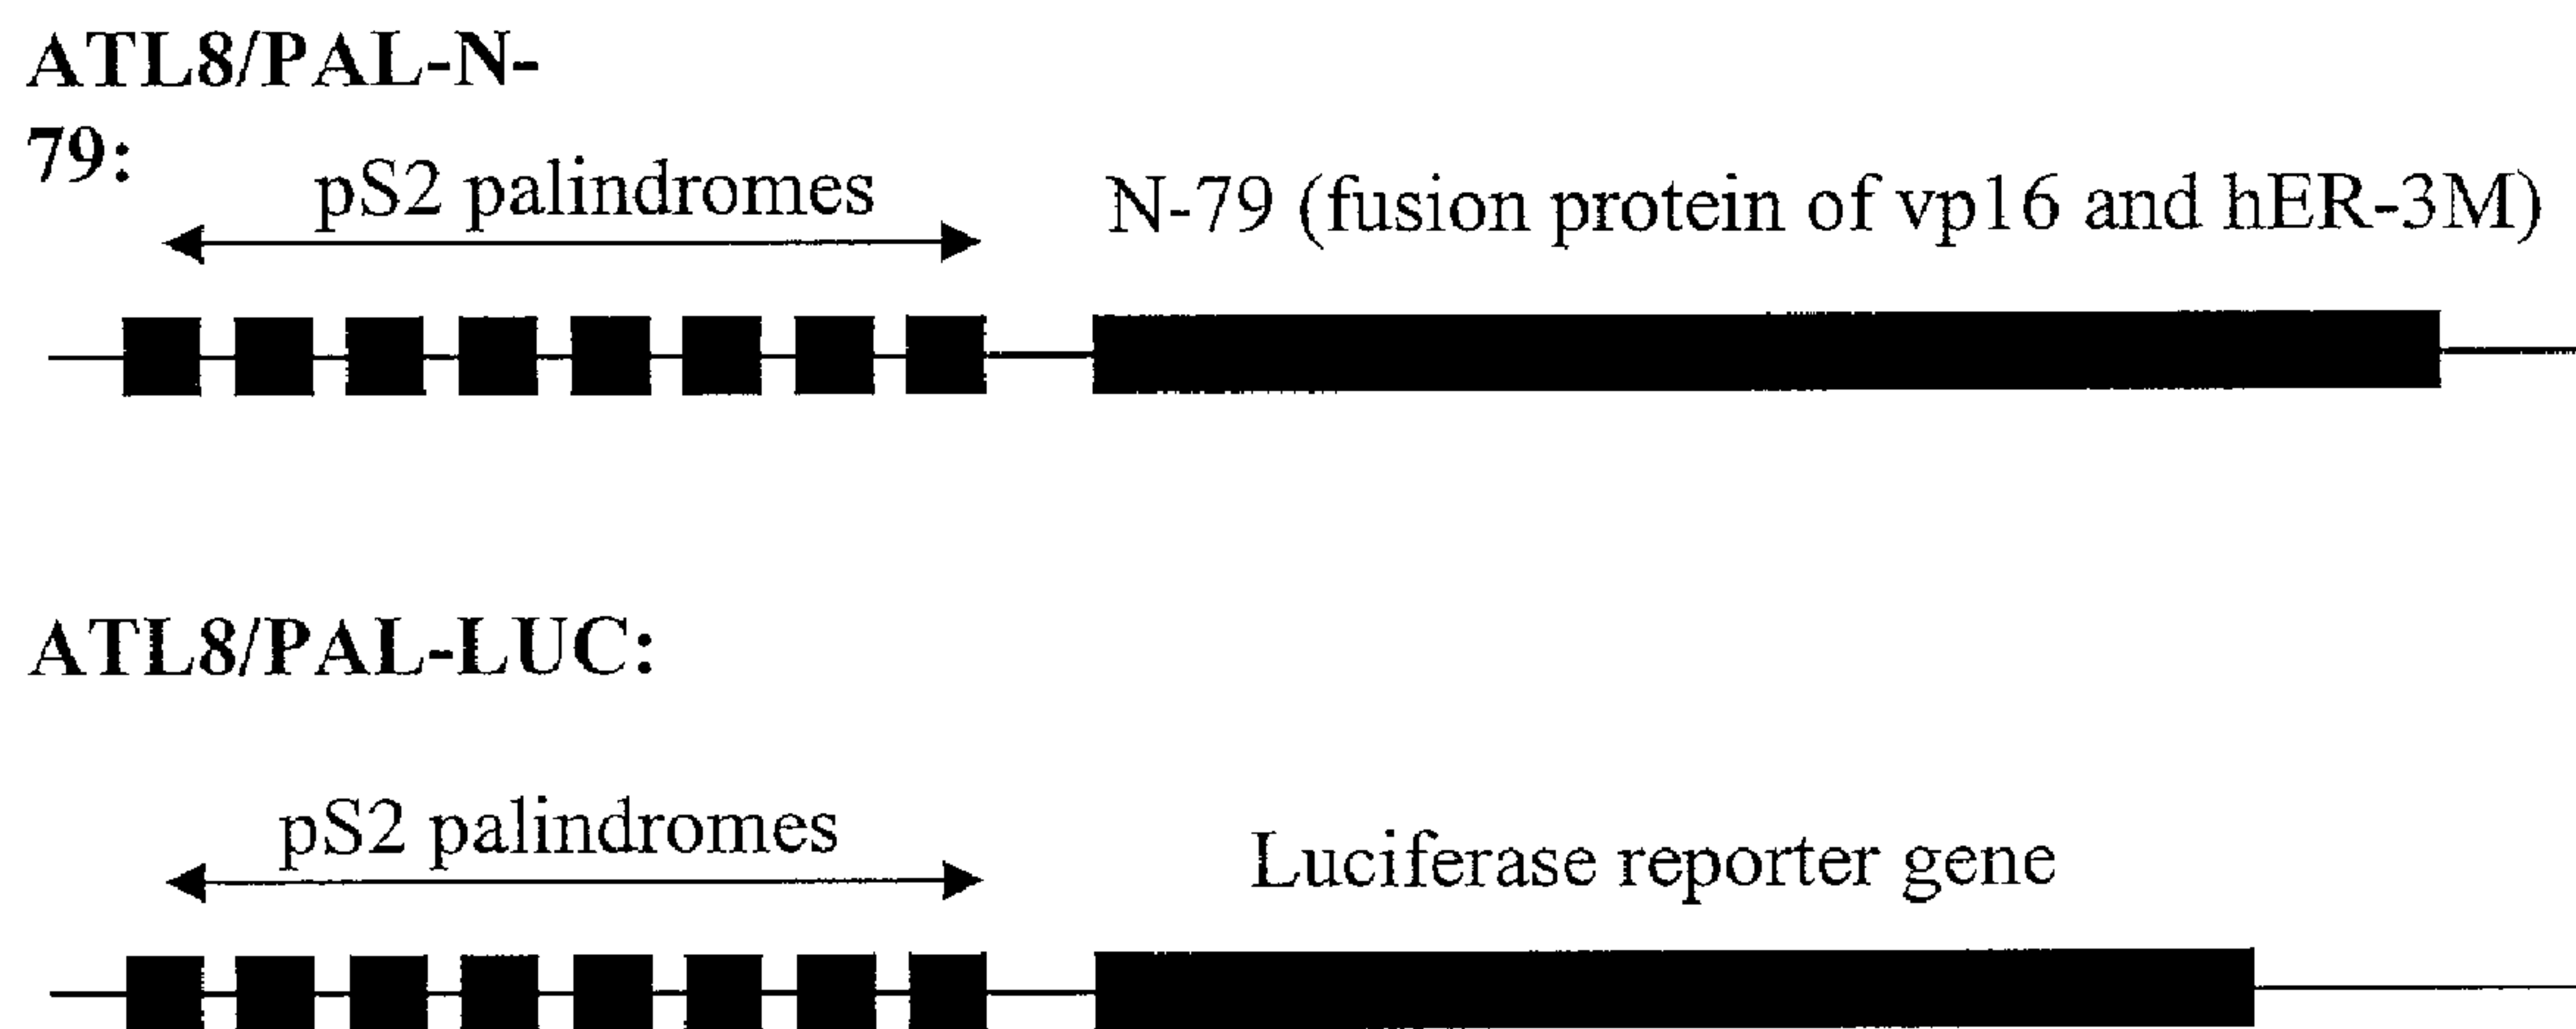 ATL8/PAL-N-
79:
pS2 palindromes
N-79 (fusion protein of vp16 and hER-3M)
ATL8/PAL-LUC:
pS2 palindromes
Luciferase reporter gene